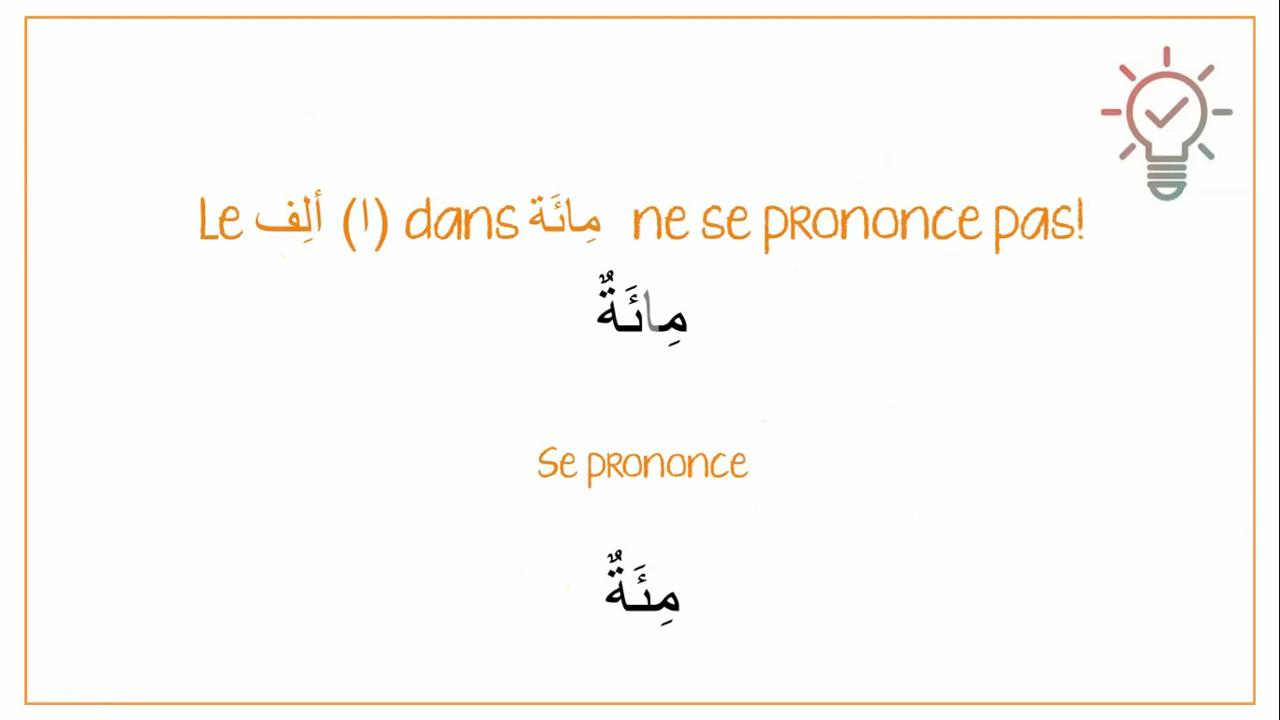 Le أَلِف (ا) dans مِائَة ne se prononce pas!
مِائَةٌ
Se prononce
مِئَةٌ